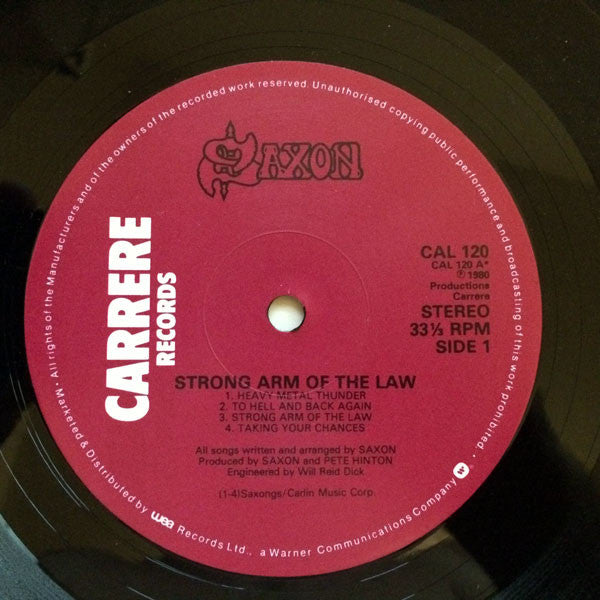 SAXON
CARRERE
RECORDS
CAL 120
CAL 120 A*
Ⓟ 1980
Productions
Carrere
STEREO
33⅓ RPM
SIDE 1
STRONG ARM OF THE LAW
1. HEAVY METAL THUNDER
2. TO HELL AND BACK AGAIN
3. STRONG ARM OF THE LAW
4. TAKING YOUR CHANCES
All songs written and arranged by SAXON
Produced by SAXON and PETE HINTON
Engineered by Will Reid Dick
(1-4)Saxongs/Carlin Music Corp.
• All rights of the Manufacturers and of the owners of the recorded work reserved. Unauthorised copying public performance and broadcasting of this work prohibited. •
Marketed & Distributed by wea Records Ltd., a Warner Communications Company W